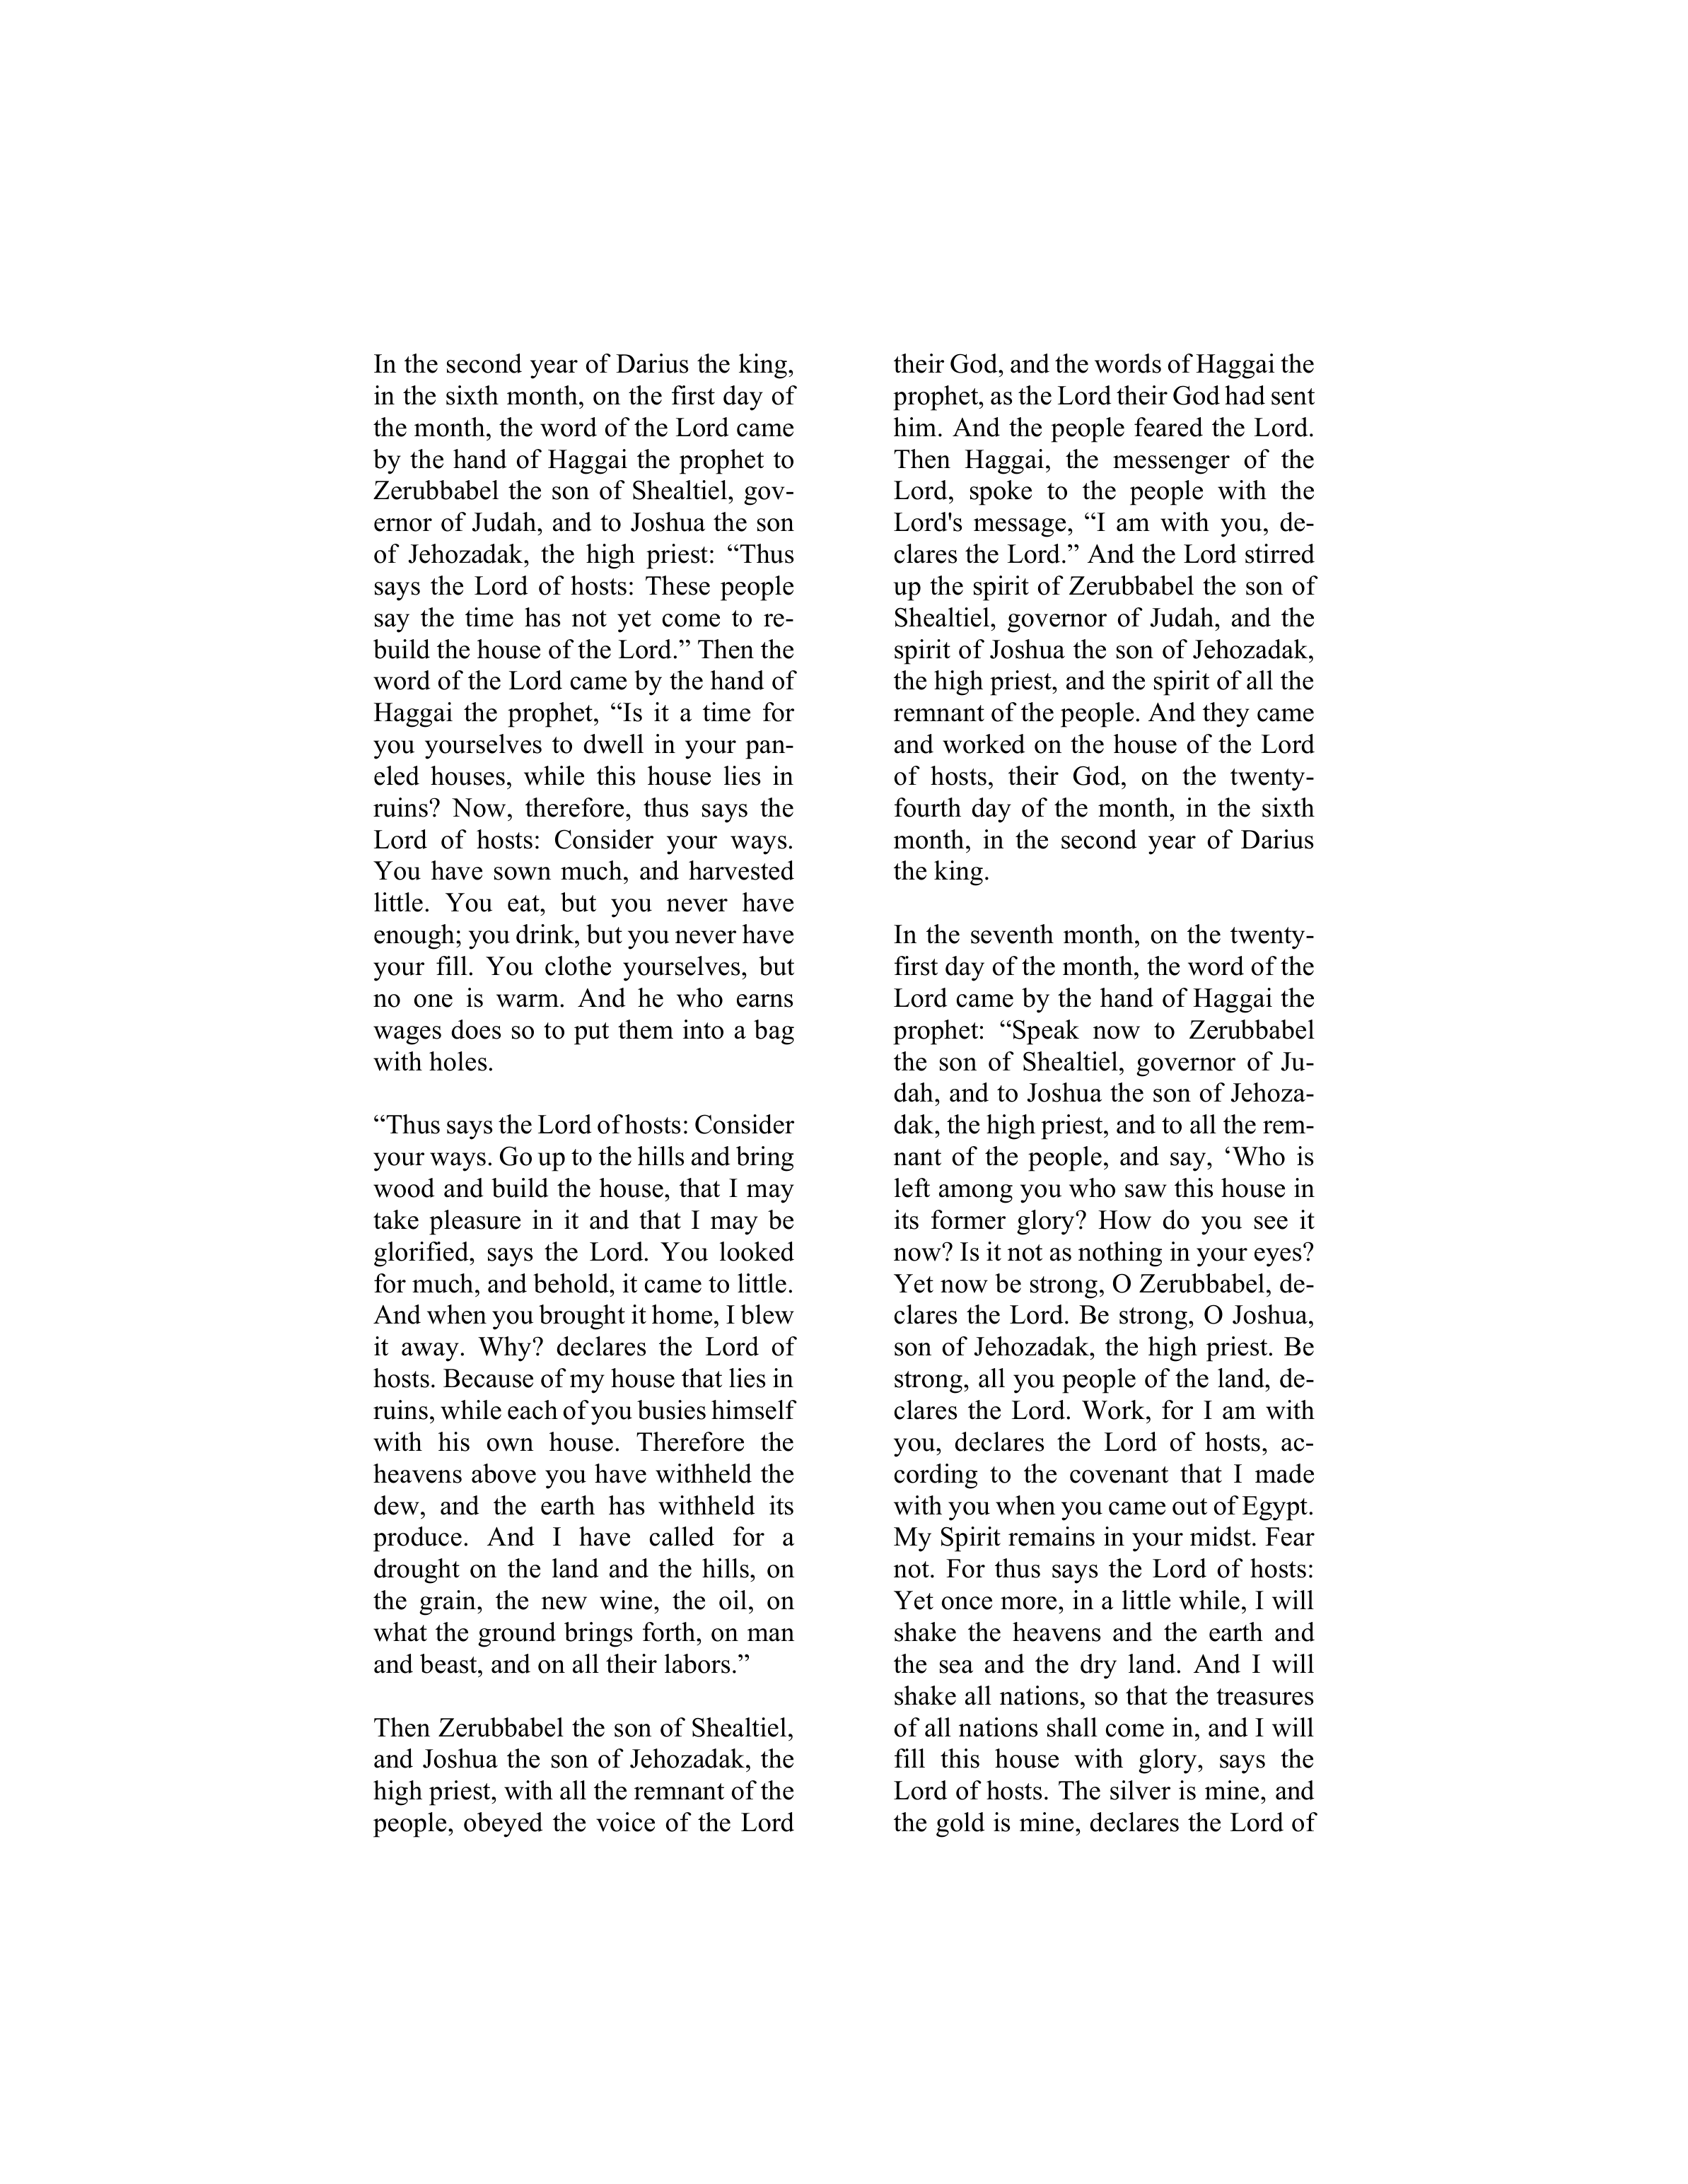 In the second year of Darius the king,
in the sixth month, on the first day of
the month, the word of the Lord came
by the hand of Haggai the prophet to
Zerubbabel the son of Shealtiel, gov-
ernor of Judah, and to Joshua the son
of Jehozadak, the high priest: “Thus
says the Lord of hosts: These people
say the time has not yet come to re-
build the house of the Lord.” Then the
word of the Lord came by the hand of
Haggai the prophet, “Is it a time for
you yourselves to dwell in your pan-
eled houses, while this house lies in
ruins? Now, therefore, thus says the
Lord of hosts: Consider your ways.
You have sown much, and harvested
little. You eat, but you never have
enough; you drink, but you never have
your fill. You clothe yourselves, but
no one is warm. And he who earns
wages does so to put them into a bag
with holes.
“Thus says the Lord of hosts: Consider
your ways. Go up to the hills and bring
wood and build the house, that I may
take pleasure in it and that I may be
glorified, says the Lord. You looked
for much, and behold, it came to little.
And when you brought it home, I blew
it away. Why? declares the Lord of
hosts. Because of my house that lies in
ruins, while each of you busies himself
with his own house. Therefore the
heavens above you have withheld the
dew, and the earth has withheld its
produce. And I have called for a
drought on the land and the hills, on
the grain, the new wine, the oil, on
what the ground brings forth, on man
and beast, and on all their labors.”
Then Zerubbabel the son of Shealtiel,
and Joshua the son of Jehozadak, the
high priest, with all the remnant of the
people, obeyed the voice of the Lord
their God, and the words of Haggai the
prophet, as the Lord their God had sent
him. And the people feared the Lord.
Then Haggai, the messenger of the
Lord, spoke to the people with the
Lord's message, “I am with you, de-
clares the Lord.” And the Lord stirred
up the spirit of Zerubbabel the son of
Shealtiel, governor of Judah, and the
spirit of Joshua the son of Jehozadak,
the high priest, and the spirit of all the
remnant of the people. And they came
and worked on the house of the Lord
of hosts, their God, on the twenty-
fourth day of the month, in the sixth
month, in the second year of Darius
the king.
In the seventh month, on the twenty-
first day of the month, the word of the
Lord came by the hand of Haggai the
prophet: “Speak now to Zerubbabel
the son of Shealtiel, governor of Ju-
dah, and to Joshua the son of Jehoza-
dak, the high priest, and to all the rem-
nant of the people, and say, ‘Who is
left among you who saw this house in
its former glory? How do you see it
now? Is it not as nothing in your eyes?
Yet now be strong, O Zerubbabel, de-
clares the Lord. Be strong, O Joshua,
son of Jehozadak, the high priest. Be
strong, all you people of the land, de-
clares the Lord. Work, for I am with
you, declares the Lord of hosts, ac-
cording to the covenant that I made
with you when you came out of Egypt.
My Spirit remains in your midst. Fear
not. For thus says the Lord of hosts:
Yet once more, in a little while, I will
shake the heavens and the earth and
the sea and the dry land. And I will
shake all nations, so that the treasures
of all nations shall come in, and I will
fill this house with glory, says the
Lord of hosts. The silver is mine, and
the gold is mine, declares the Lord of